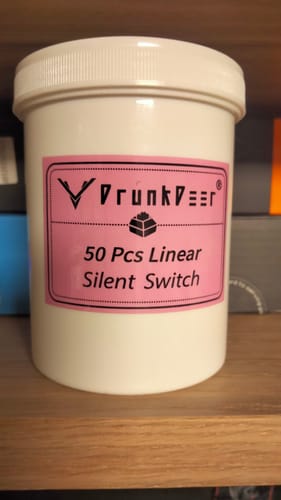 DrunkDeer®
50 Pcs Linear
Silent Switch